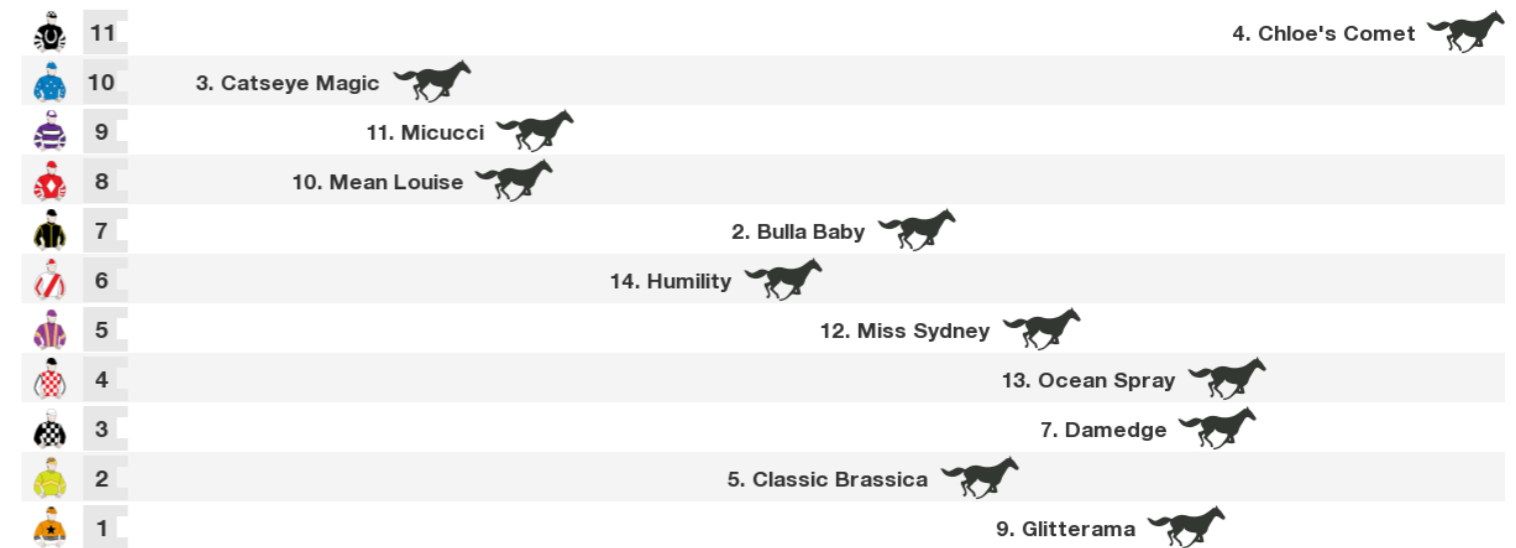 11 4. Chloe's Comet
10 3. Catseye Magic
9 11. Micucci
8 10. Mean Louise
7 2. Bulla Baby
6 14. Humility
5 12. Miss Sydney
4 13. Ocean Spray
3 7. Damedge
2 5. Classic Brassica
1 9. Glitterama